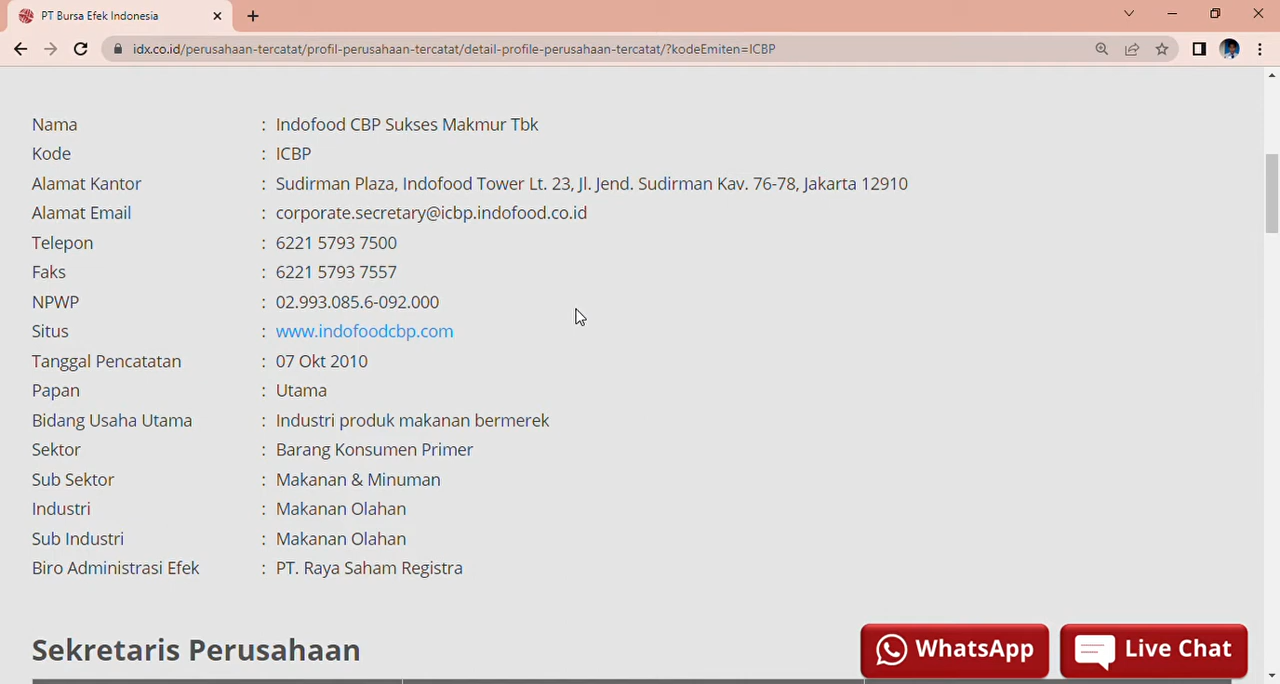 PT Bursa Efek Indonesia
idx.co.id/perusahaan-tercatat/profil-perusahaan-tercatat/detail-profile-perusahaan-tercatat/?kodeEmiten=ICBP
Nama : Indofood CBP Sukses Makmur Tbk
Kode : ICBP
Alamat Kantor : Sudirman Plaza, Indofood Tower Lt. 23, Jl. Jend. Sudirman Kav. 76-78, Jakarta 12910
Alamat Email : corporate.secretary@icbp.indofood.co.id
Telepon : 6221 5793 7500
Faks : 6221 5793 7557
NPWP : 02.993.085.6-092.000
Situs : www.indofoodcbp.com
Tanggal Pencatatan : 07 Okt 2010
Papan : Utama
Bidang Usaha Utama : Industri produk makanan bermerek
Sektor : Barang Konsumen Primer
Sub Sektor : Makanan & Minuman
Industri : Makanan Olahan
Sub Industri : Makanan Olahan
Biro Administrasi Efek : PT. Raya Saham Registra
Sekretaris Perusahaan
WhatsApp
Live Chat